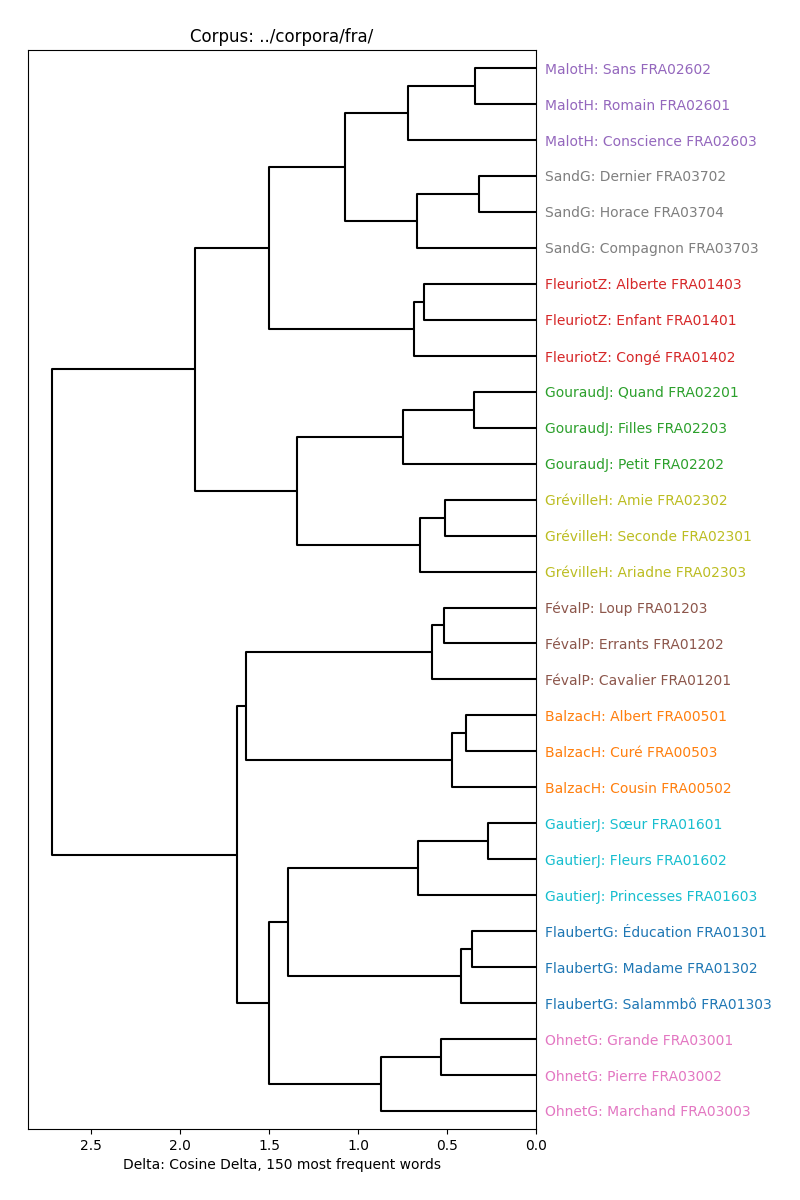 Corpus: ../corpora/fra/
MalotH: Sans FRA02602
MalotH: Romain FRA02601
MalotH: Conscience FRA02603
SandG: Dernier FRA03702
SandG: Horace FRA03704
SandG: Compagnon FRA03703
FleuriotZ: Alberte FRA01403
FleuriotZ: Enfant FRA01401
FleuriotZ: Congé FRA01402
GouraudJ: Quand FRA02201
GouraudJ: Filles FRA02203
GouraudJ: Petit FRA02202
GrévilleH: Amie FRA02302
GrévilleH: Seconde FRA02301
GrévilleH: Ariadne FRA02303
FévalP: Loup FRA01203
FévalP: Errants FRA01202
FévalP: Cavalier FRA01201
BalzacH: Albert FRA00501
BalzacH: Curé FRA00503
BalzacH: Cousin FRA00502
GautierJ: Sœur FRA01601
GautierJ: Fleurs FRA01602
GautierJ: Princesses FRA01603
FlaubertG: Éducation FRA01301
FlaubertG: Madame FRA01302
FlaubertG: Salammbô FRA01303
OhnetG: Grande FRA03001
OhnetG: Pierre FRA03002
OhnetG: Marchand FRA03003
2.5 2.0 1.5 1.0 0.5 0.0
Delta: Cosine Delta, 150 most frequent words